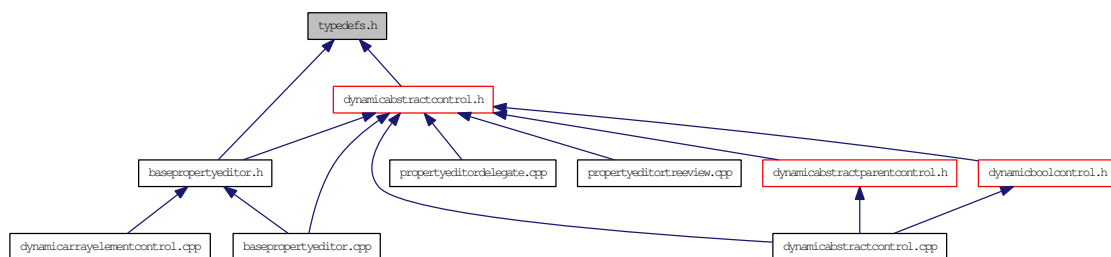 typedefs.h
dynamicabstractcontrol.h
basepropertyeditor.h
propertyeditordelegate.cpp
propertyeditortreeview.cpp
dynamicabstractparentcontrol.h
dynamicboolcontrol.h
dynamicarrayelementcontrol.cpp
basepropertyeditor.cpp
dynamicabstractcontrol.cpp